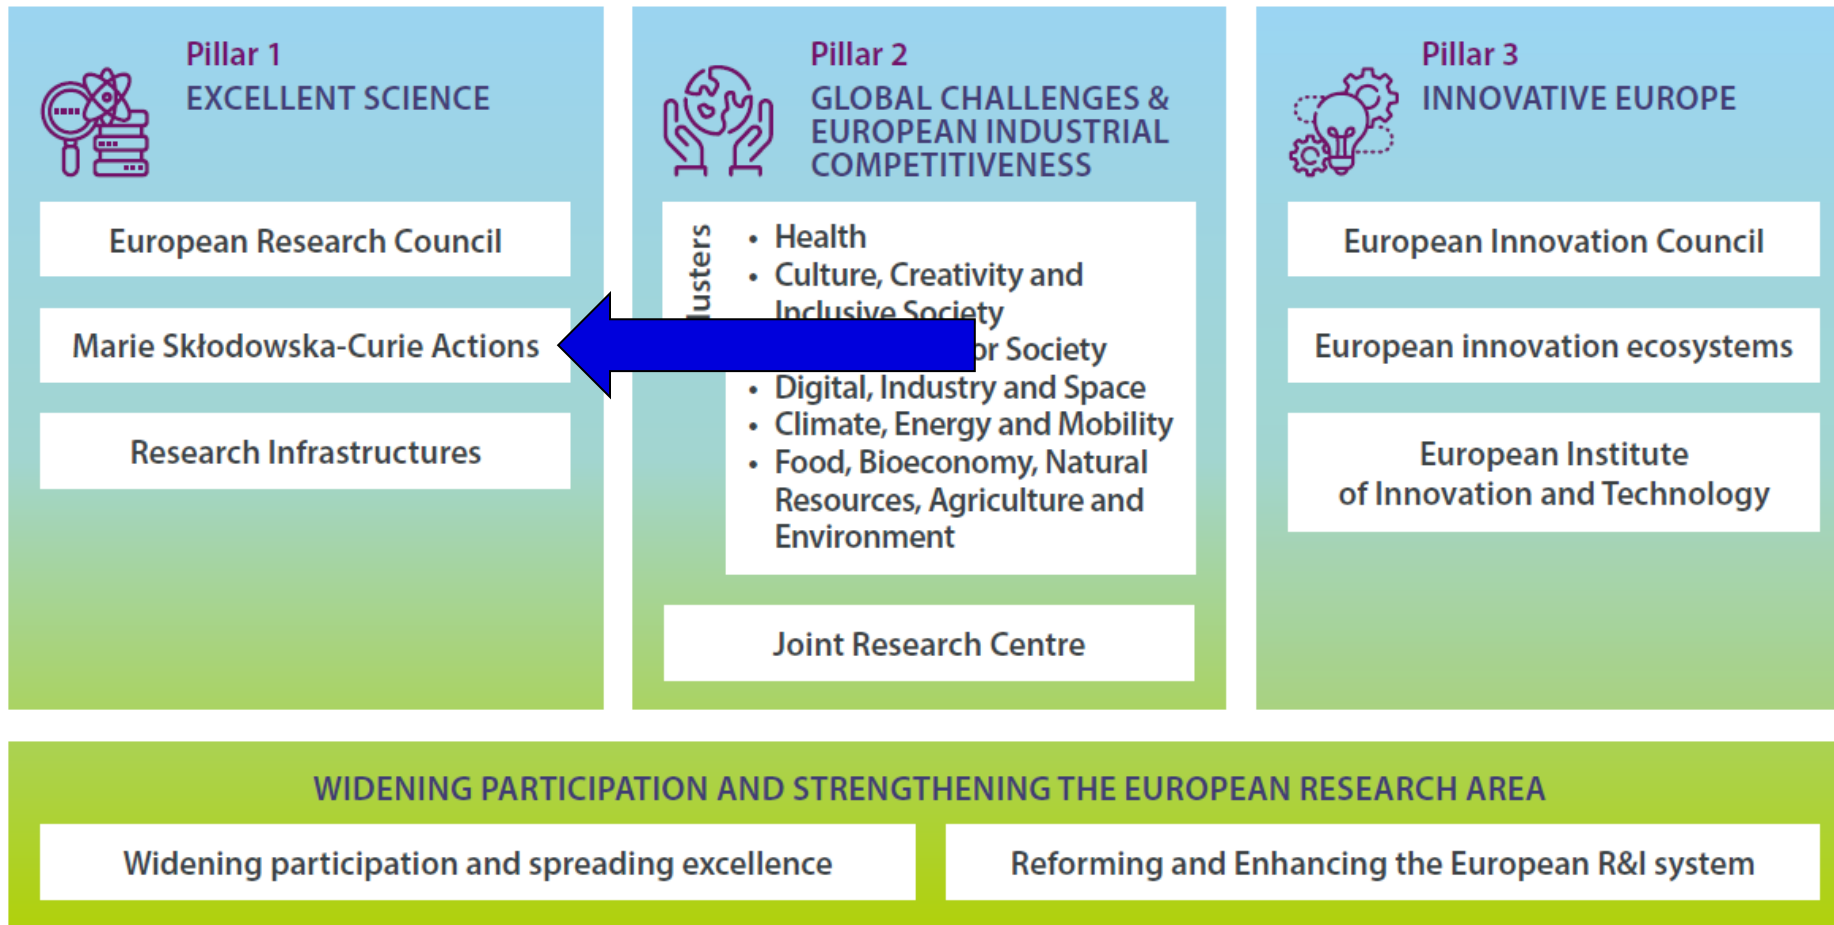 Pillar 1
EXCELLENT SCIENCE
European Research Council
Marie Skłodowska-Curie Actions
Research Infrastructures
Pillar 2
GLOBAL CHALLENGES &
EUROPEAN INDUSTRIAL
COMPETITIVENESS
• Health
• Culture, Creativity and
Inclusive Society
Society
• Digital, Industry and Space
• Climate, Energy and Mobility
• Food, Bioeconomy, Natural
Resources, Agriculture and
Environment
Joint Research Centre
Pillar 3
INNOVATIVE EUROPE
European Innovation Council
European innovation ecosystems
European Institute
of Innovation and Technology
WIDENING PARTICIPATION AND STRENGTHENING THE EUROPEAN RESEARCH AREA
Widening participation and spreading excellence
Reforming and Enhancing the European R&I system